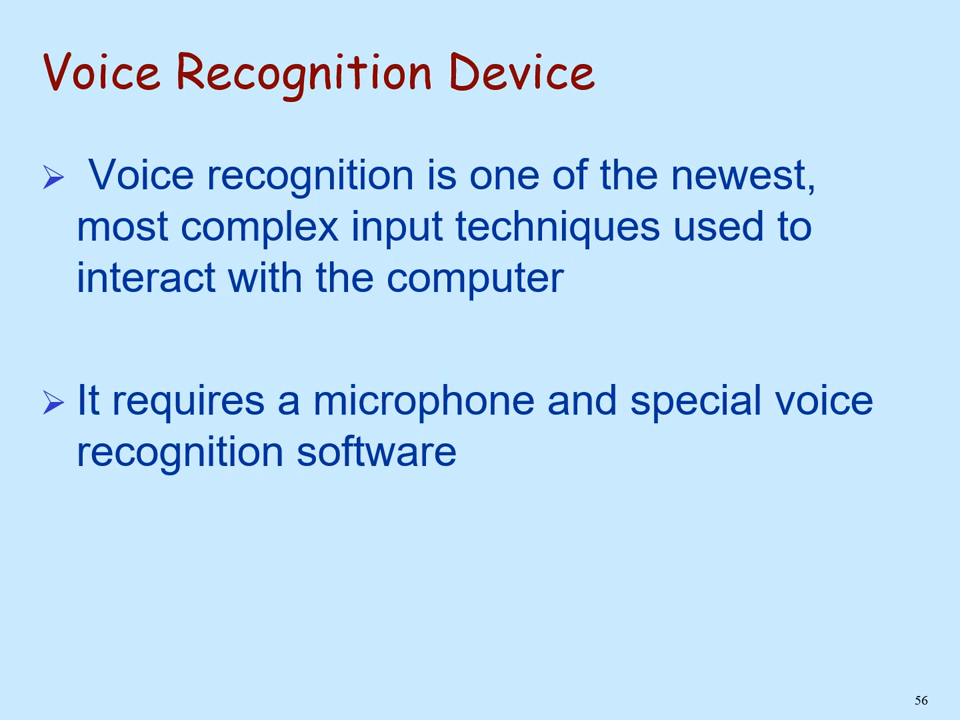 Voice Recognition Device
➢ Voice recognition is one of the newest,
most complex input techniques used to
interact with the computer
➢ It requires a microphone and special voice
recognition software
56